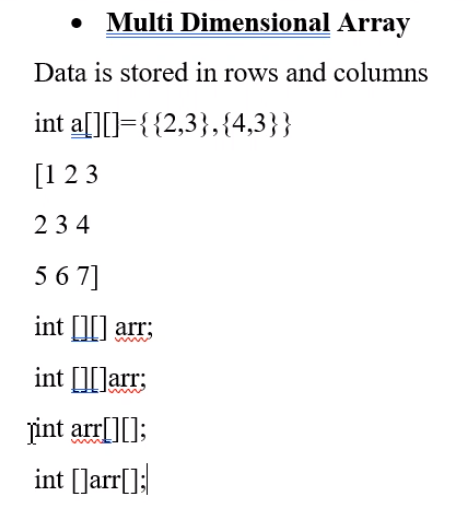 • Multi Dimensional Array
Data is stored in rows and columns
int a[][]={{2,3},{4,3}}
[1 2 3
2 3 4
5 6 7]
int [][] arr;
int [][]arr;
int arr[][];
int []arr[];